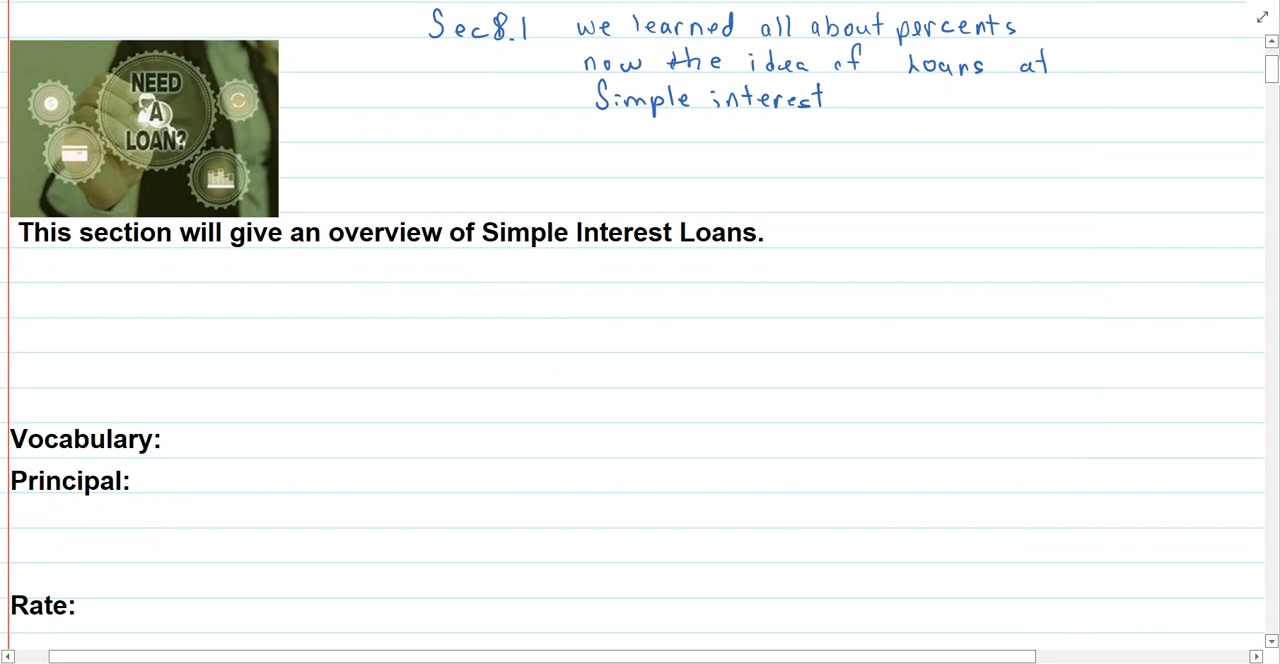 Sec 8.1 we learned all about percents
now the idea of Loans at
Simple interest
NEED
A
LOAN?
This section will give an overview of Simple Interest Loans.
Vocabulary:
Principal:
Rate: